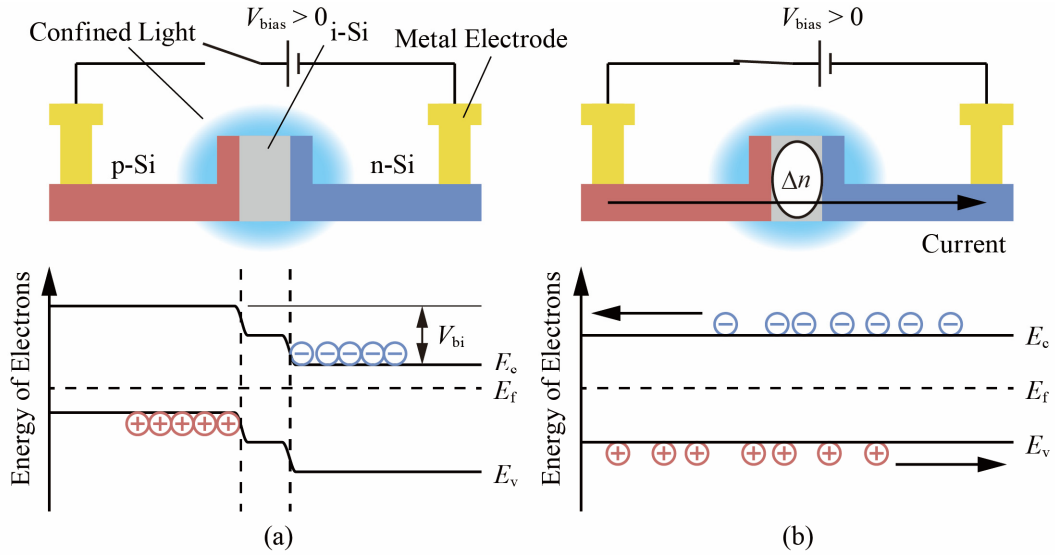 V_bias > 0
Confined Light
i-Si
Metal Electrode
p-Si
n-Si
Energy of Electrons
V_bi
E_c
E_f
E_v
(a)
V_bias > 0
Δn
Current
Energy of Electrons
E_c
E_f
E_v
(b)